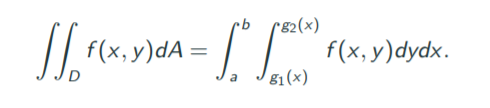 ∬_D f(x, y)dA = ∫_a^b ∫_{g₁(x)}^{g₂(x)} f(x, y)dydx.